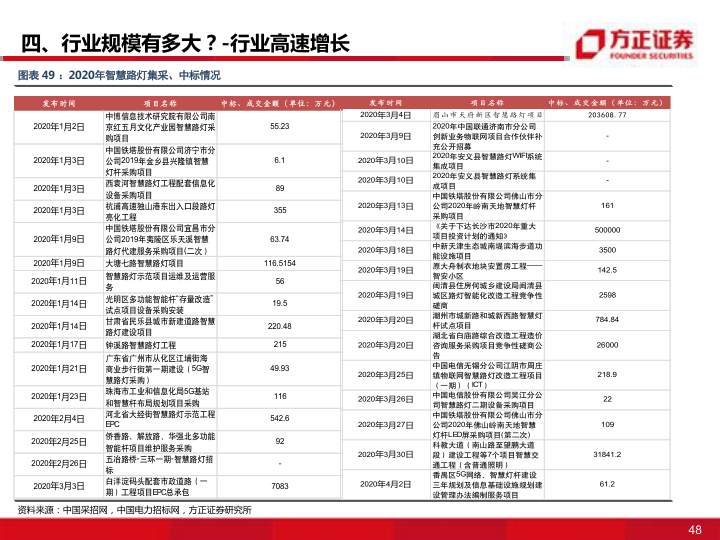 四、行业规模有多大？-行业高速增长
方正证券
FOUNDER SECURITIES
图表 49 ：2020年智慧路灯集采、中标情况
发布时间 项目名称 中标、成交金额（单位：万元）
2020年1月2日 中博信息技术研究院有限公司南
京红五月文化产业园智慧路灯采
购项目 55.23
2020年1月3日 中国铁塔股份有限公司济宁市分
公司2019年金乡县兴隆镇智慧
灯杆采购项目 6.1
2020年1月3日 西袁河智慧路灯工程配套信息化
设备采购项目 89
2020年1月3日 杭浦高速独山港东出入口段路灯
亮化工程 355
2020年1月9日 中国铁塔股份有限公司宜昌市分
公司2019年夷陵区乐天溪智慧
路灯代建服务采购项目(二次） 63.74
2020年1月9日 大塘七路智慧路灯项目 116.5154
2020年1月11日 智慧路灯示范项目运维及运营服
务 56
2020年1月14日 光明区多功能智能杆"存量改造"
试点项目设备采购安装 19.5
2020年1月14日 甘肃省民乐县城市新建道路智慧
路灯建设项目 220.48
2020年1月17日 钟溪路智慧路灯工程 215
2020年1月21日 广东省广州市从化区江埔街海
商业步行街第一期建设（5G智
慧路灯采购） 49.93
2020年1月23日 珠海市工业和信息化局5G基站
和智慧杆布局规划项目采购 116
2020年2月4日 河北省大经街智慧路灯示范工程
EPC 542.6
2020年2月25日 侨香路、解放路、华强北多功能
智能杆项目维护服务采购 92
2020年2月26日 五冶路桥-三环一期-智慧路灯招
标 -
2020年3月3日 白洋淀码头配套市政道路（一
期）工程项目EPC总承包 7083
发布时间 项目名称 中标、成交金额（单位：万元）
2020年3月4日 眉山市天府新区智慧路灯项目 203608.77
2020年3月9日 2020年中国联通济南市分公司
创新业务物联网项目合作伙伴补
充公开招募 -
2020年3月10日 2020年安义县智慧路灯WIFI系统
集成项目 -
2020年3月10日 2020年安义县智慧路灯系统集
成项目 -
2020年3月13日 中国铁塔股份有限公司佛山市分
公司2020年岭南天地智慧灯杆
采购项目 161
2020年3月14日 《关于下达长沙市2020年重大
项目投资计划的通知》 500000
2020年3月18日 中新天津生态城南堤滨海步道功
能设施项目 3500
2020年3月19日 原大舟制衣地块安置房工程——
智安小区 142.5
2020年3月19日 闽清县住房何城乡建设局闽清县
城区路灯智能化改造工程竞争性
磋商 2598
2020年3月20日 潮州市城新路和城新西路智慧灯
杆试点项目 784.84
2020年3月20日 湖北省白庙路综合改造工程造价
咨询服务采购项目竞争性磋商公
告 26000
2020年3月25日 中国电信无锡分公司江阴市周庄
镇物联网智慧路灯改造工程项目
（一期）（ICT） 218.9
2020年3月26日 中国电信股份有限公司吴江分公
司智慧路灯二期设备采购项目 22
2020年3月27日 中国铁塔股份有限公司佛山市分
公司2020年佛山岭南天地智慧
灯杆LED屏采购项目(第二次） 109
2020年3月30日 科教大道（南山路至望鹏大道
段）建设工程等7个项目智慧交
通工程（含普通照明） 31841.2
2020年4月2日 番禺区5G网络、智慧灯杆建设
三年规划及信息基础设施规划建
设管理办法编制服务项目 61.2
资料来源：中国采招网，中国电力招标网，方正证券研究所
48